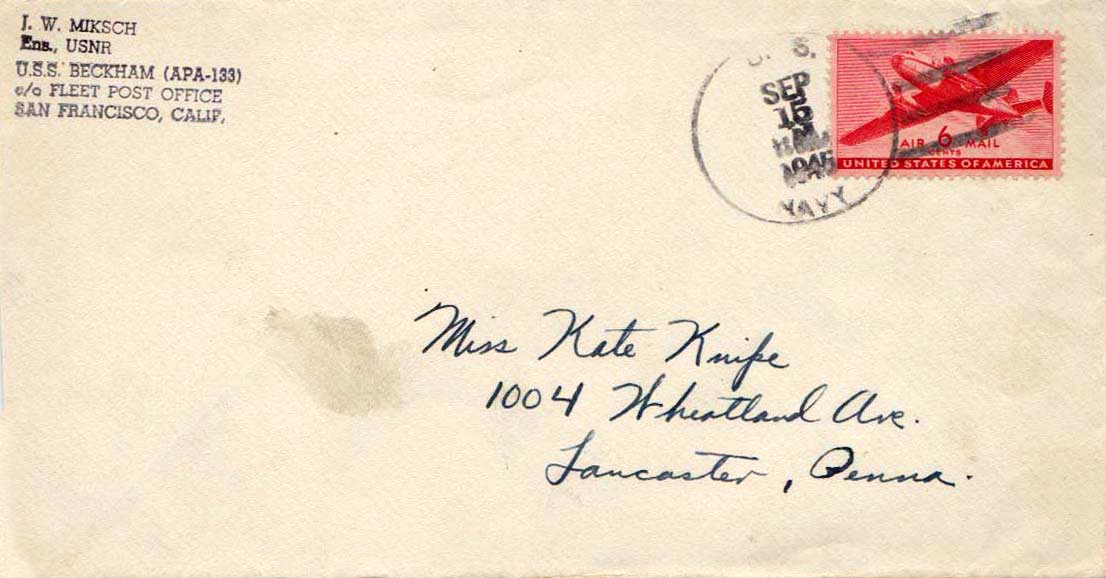 J. W. MIKSCH
Ens., USNR
U.S.S. BECKHAM (APA-133)
c/o FLEET POST OFFICE
SAN FRANCISCO, CALIF.
U. S.
SEP
15
1945
NAVY
AIR 6 MAIL
CENTS
UNITED STATES OF AMERICA
Miss Kate Knipe
1004 Wheatland Ave.
Lancaster, Penna.